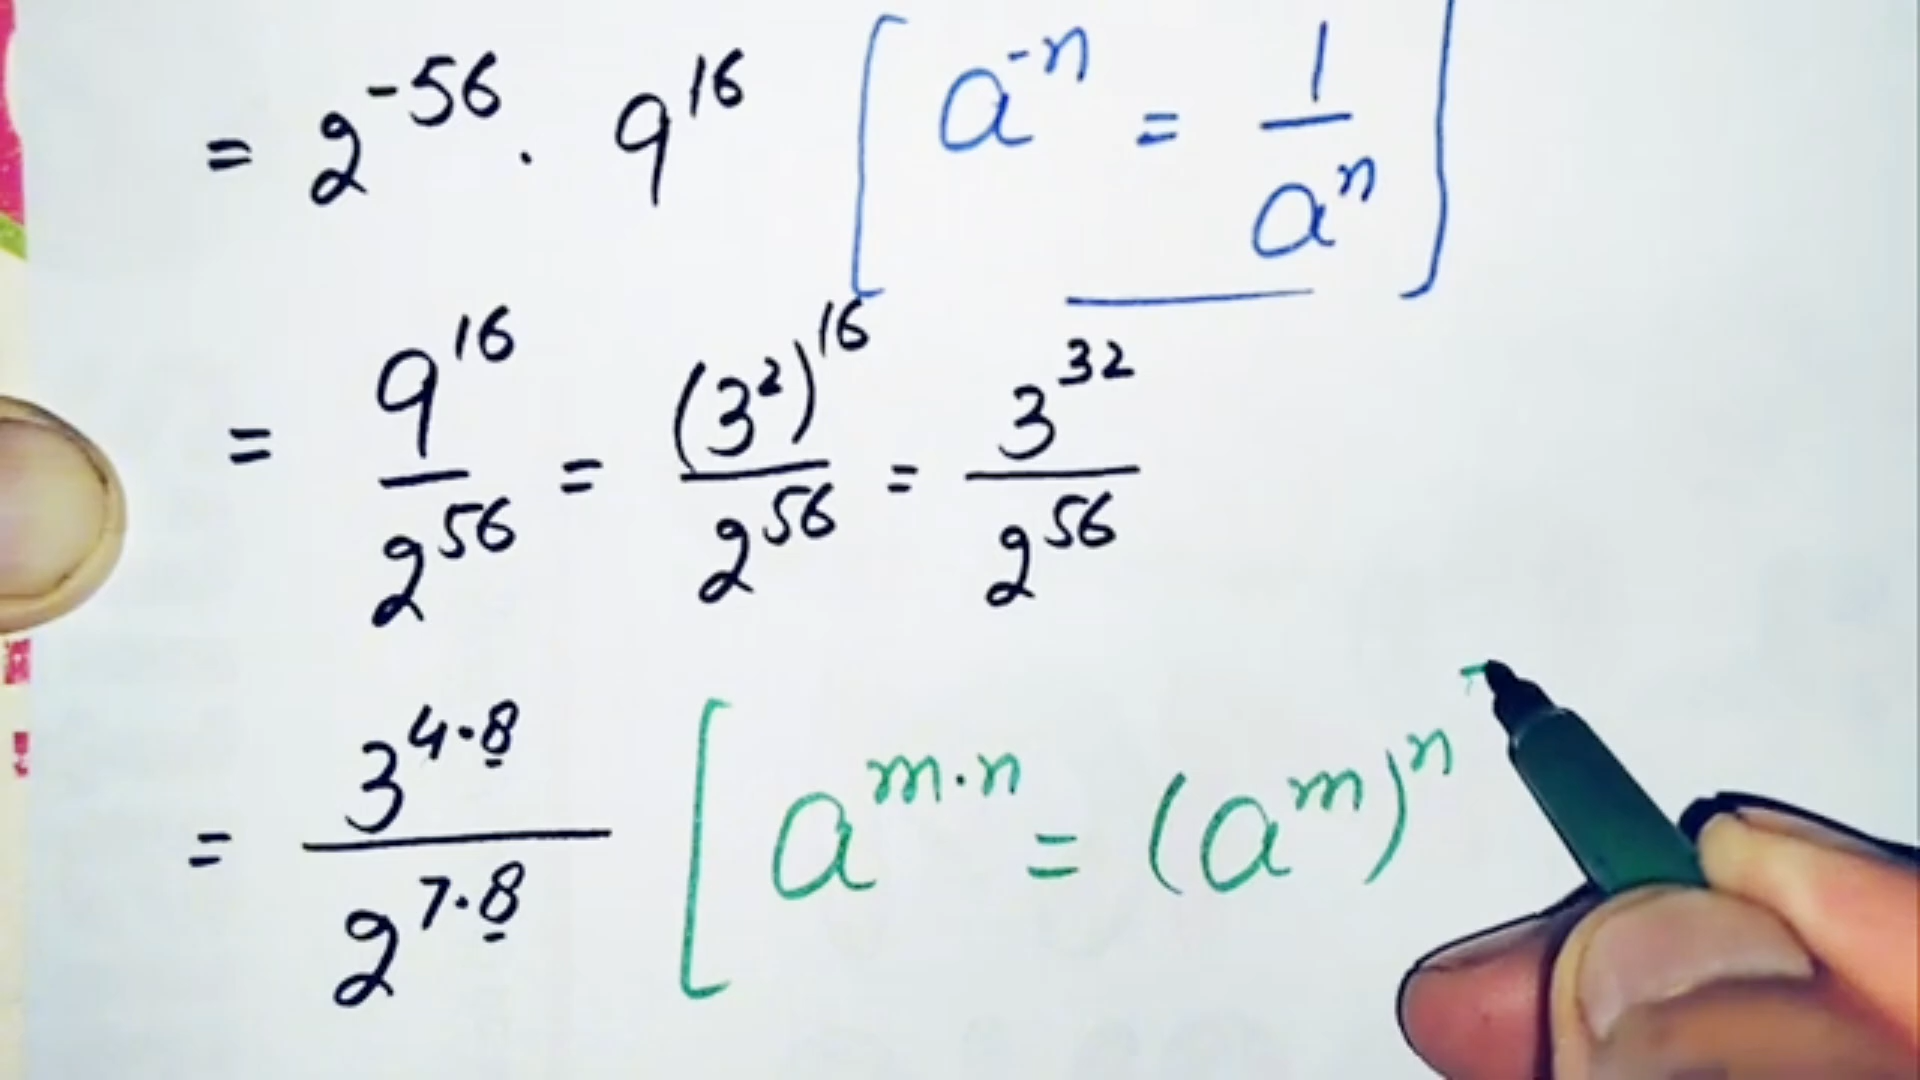 = 2^-56 . 9^16 [a^-n = 1/a^n]
= 9^16/2^56 = (3^2)^16/2^56 = 3^32/2^56
= 3^4·8/2^7·8 [a^m·n = (a^m)^n